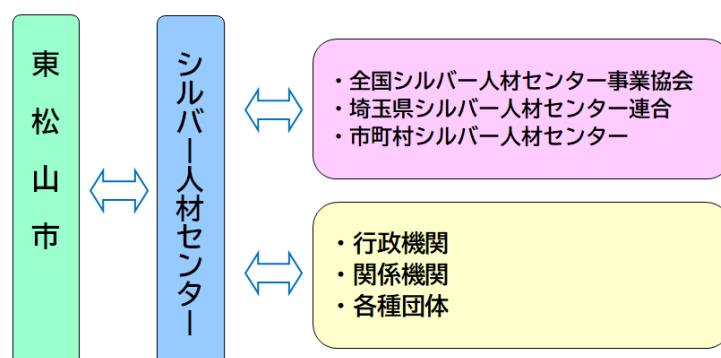 東松山市
シルバー人材センター
・全国シルバー人材センター事業協会
・埼玉県シルバー人材センター連合
・市町村シルバー人材センター
・行政機関
・関係機関
・各種団体